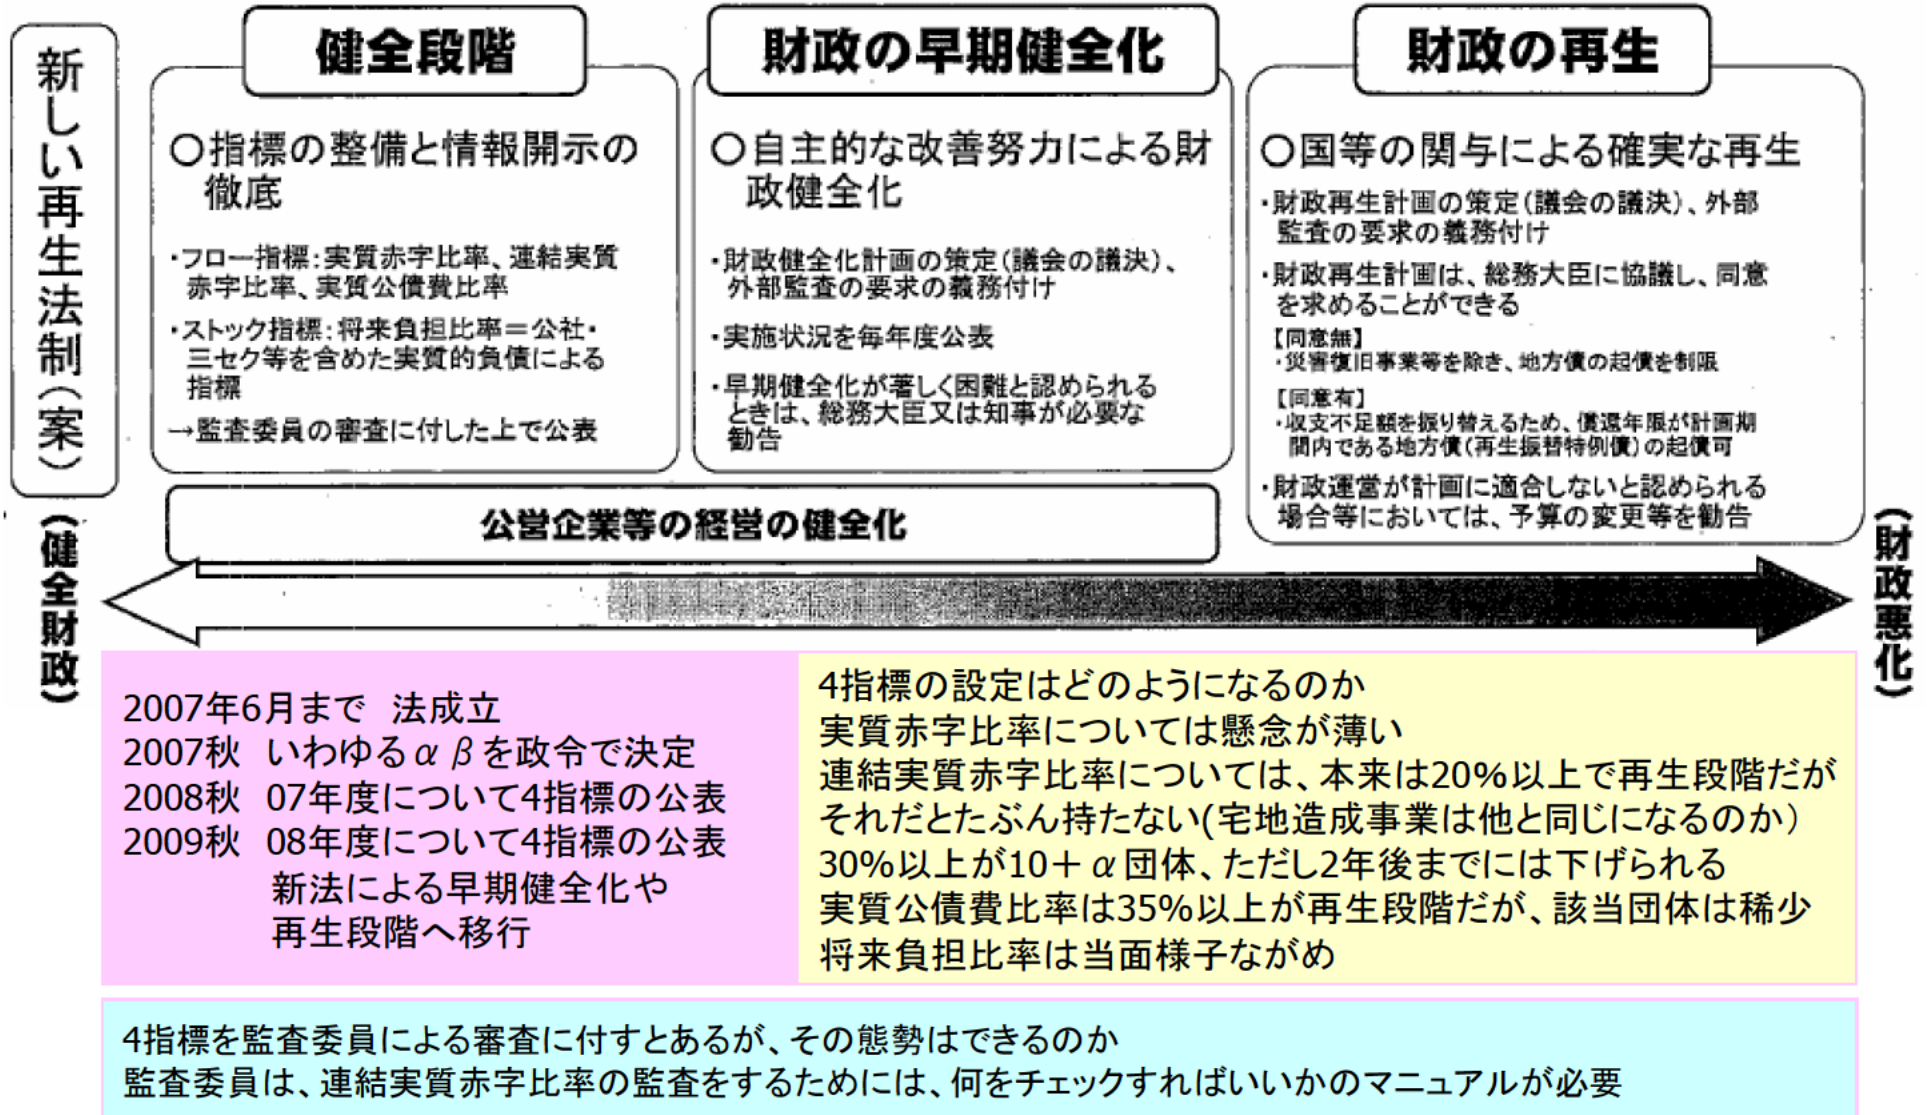 新しい再生法制(案)
健全段階
〇指標の整備と情報開示の
徹底
・フロー指標:実質赤字比率、連結実質
赤字比率、実質公債費比率
・ストック指標:将来負担比率=公社・
三セク等を含めた実質的負債による
指標
→監査委員の審査に付した上で公表
財政の早期健全化
〇自主的な改善努力による財
政健全化
・財政健全化計画の策定(議会の議決)、
外部監査の要求の義務付け
・実施状況を毎年度公表
・早期健全化が著しく困難と認められる
ときは、総務大臣又は知事が必要な
勧告
財政の再生
〇国等の関与による確実な再生
・財政再生計画の策定(議会の議決)、外部
監査の要求の義務付け
・財政再生計画は、総務大臣に協議し、同意
を求めることができる
【同意無】
・災害復旧事業等を除き、地方債の起債を制限
【同意有】
・収支不足額を振り替えるため、償還年限が計画期
間内である地方債(再生振替特例債)の起債可
・財政運営が計画に適合しないと認められる
場合等においては、予算の変更等を勧告
公営企業等の経営の健全化
(健全財政)
(財政悪化)
2007年6月まで 法成立
2007秋 いわゆるαβを政令で決定
2008秋 07年度について4指標の公表
2009秋 08年度について4指標の公表
新法による早期健全化や
再生段階へ移行
4指標の設定はどのようになるのか
実質赤字比率については懸念が薄い
連結実質赤字比率については、本来は20%以上で再生段階だが
それだとたぶん持たない(宅地造成事業は他と同じになるのか)
30%以上が10+α団体、ただし2年後までには下げられる
実質公債費比率は35%以上が再生段階だが、該当団体は稀少
将来負担比率は当面様子ながめ
4指標を監査委員による審査に付すとあるが、その態勢はできるのか
監査委員は、連結実質赤字比率の監査をするためには、何をチェックすればいいかのマニュアルが必要